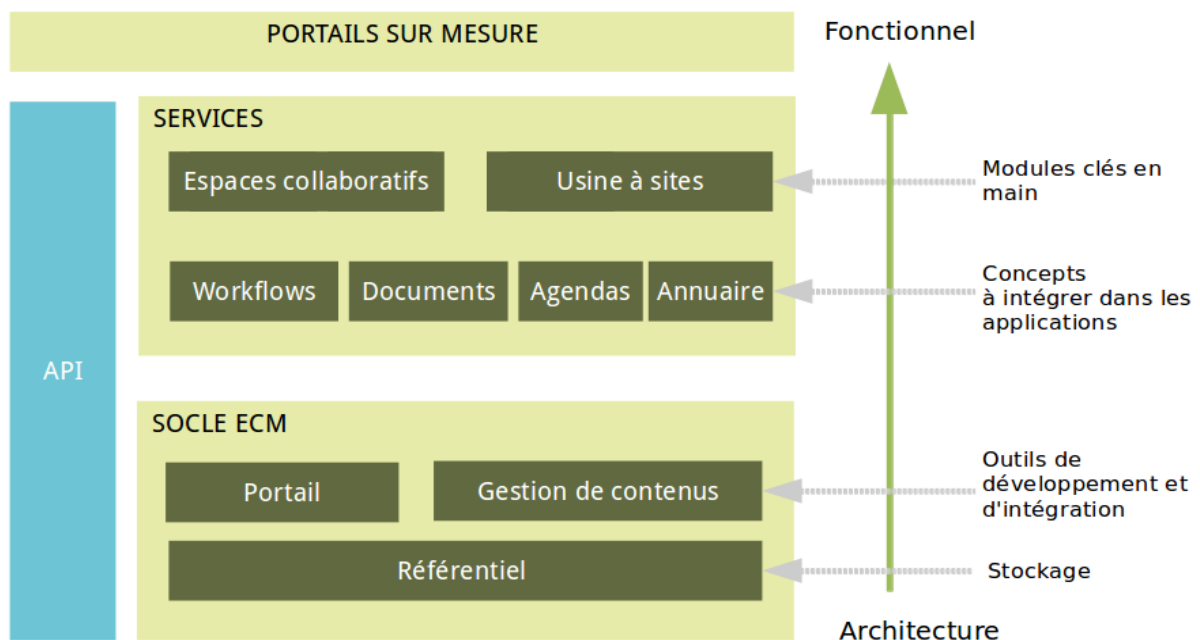 PORTAILS SUR MESURE
Fonctionnel
API
SERVICES
Espaces collaboratifs
Usine à sites
Modules clés en
main
Workflows
Documents
Agendas
Annuaire
Concepts
à intégrer dans les
applications
SOCLE ECM
Portail
Gestion de contenus
Outils de
développement et
d'intégration
Référentiel
Stockage
Architecture